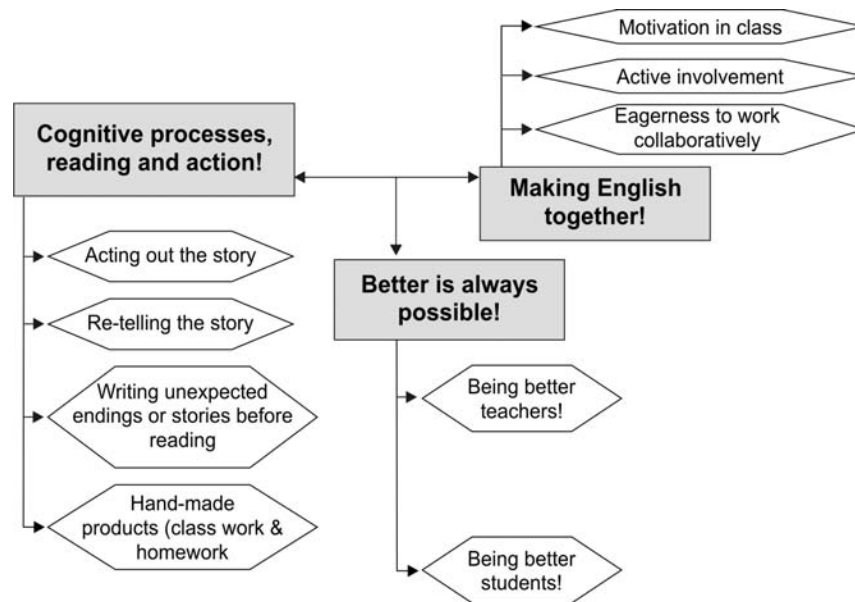 Cognitive processes,
reading and action!
Acting out the story
Re-telling the story
Writing unexpected
endings or stories before
reading
Hand-made
products (class work &
homework
Motivation in class
Active involvement
Eagerness to work
collaboratively
Making English
together!
Better is always
possible!
Being better
teachers!
Being better
students!